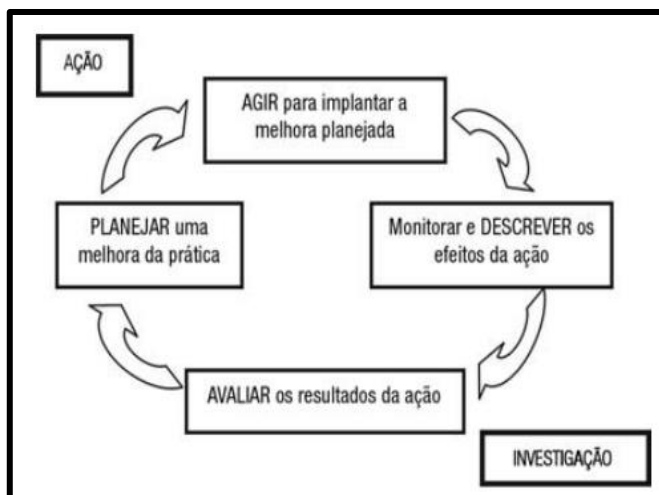 AÇÃO
AGIR para implantar a
melhora planejada
PLANEJAR uma
melhora da prática
Monitorar e DESCREVER os
efeitos da ação
AVALIAR os resultados da ação
INVESTIGAÇÃO